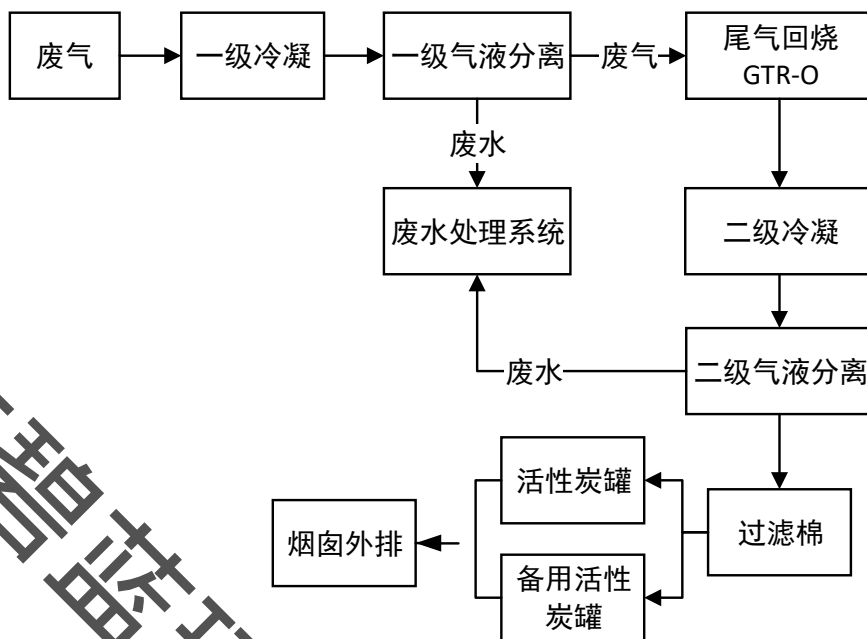 废气
一级冷凝
一级气液分离
废气
尾气回烧
GTR-O
废水
废水处理系统
二级冷凝
废水
二级气液分离
活性炭罐
过滤棉
烟囱外排
备用活性
炭罐
碧蓝